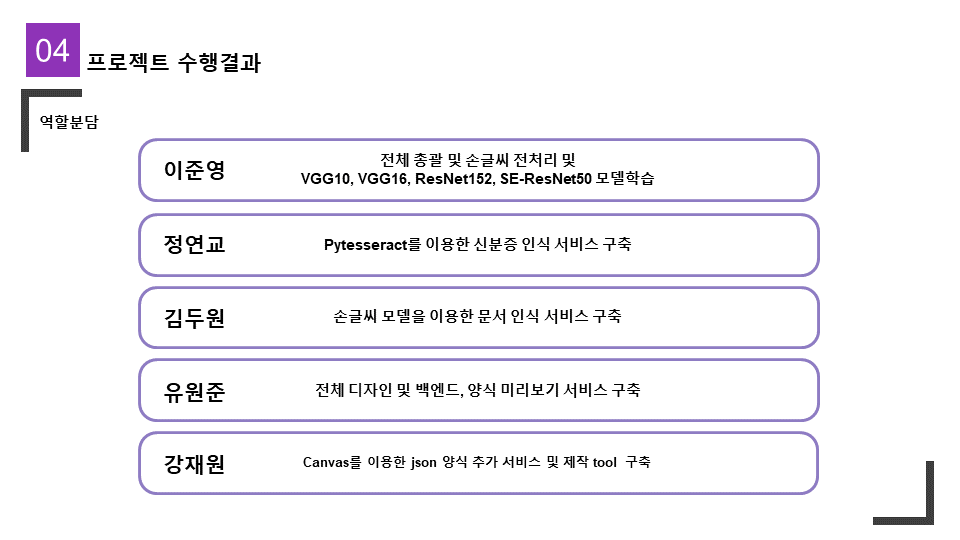 04
프로젝트 수행결과
역할분담
이준영
전체 총괄 및 손글씨 전처리 및
VGG10, VGG16, ResNet152, SE-ResNet50 모델학습
정연교
Pytesseract를 이용한 신분증 인식 서비스 구축
김두원
손글씨 모델을 이용한 문서 인식 서비스 구축
유원준
전체 디자인 및 백엔드, 양식 미리보기 서비스 구축
강재원
Canvas를 이용한 json 양식 추가 서비스 및 제작 tool 구축